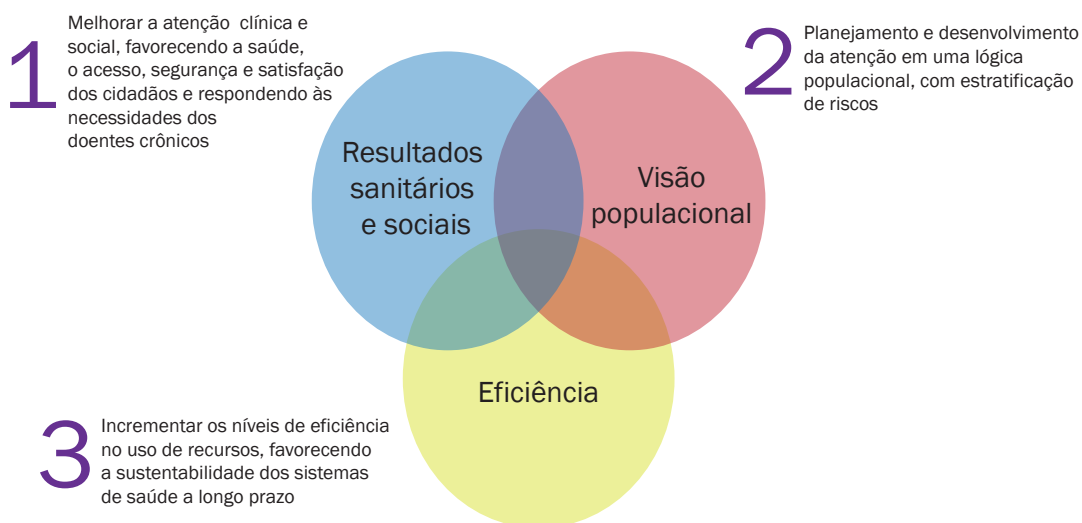 1
Melhorar a atenção clínica e
social, favorecendo a saúde,
o acesso, segurança e satisfação
dos cidadãos e respondendo às
necessidades dos
doentes crônicos
2
Planejamento e desenvolvimento
da atenção em uma lógica
populacional, com estratificação
de riscos
Resultados
sanitários
e sociais
Visão
populacional
Eficiência
3
Incrementar os níveis de eficiência
no uso de recursos, favorecendo
a sustentabilidade dos sistemas
de saúde a longo prazo